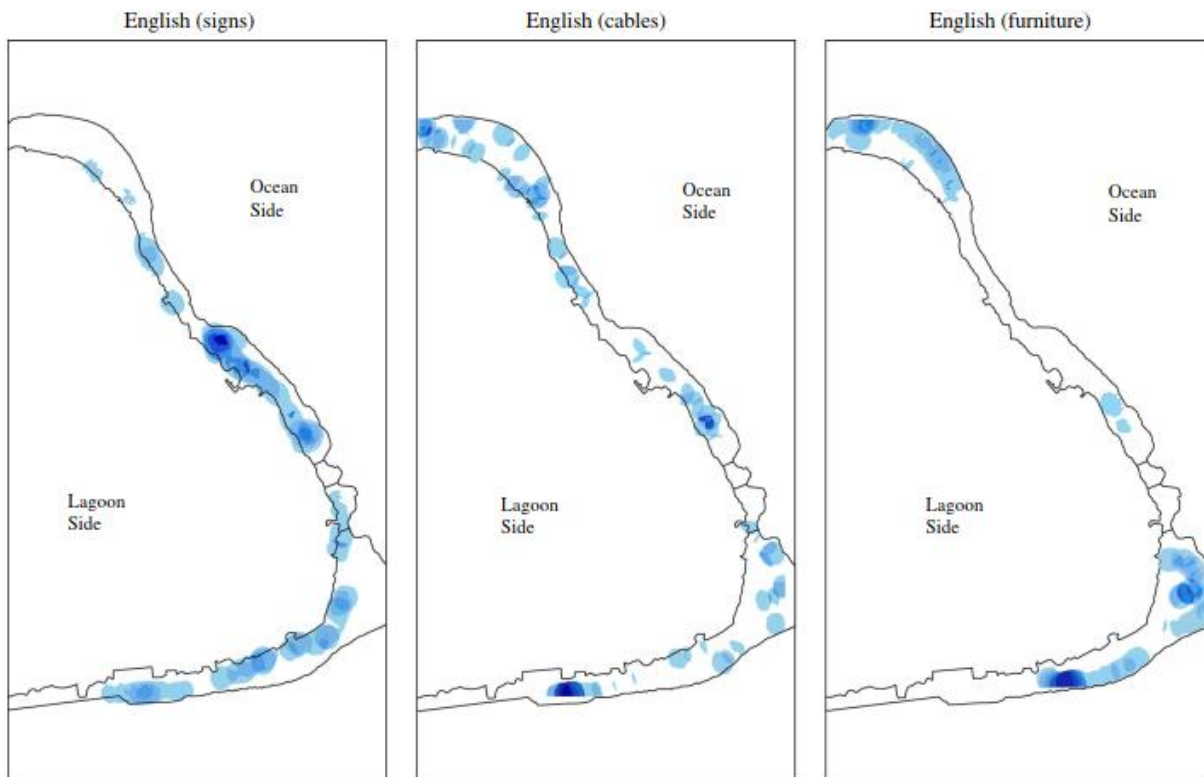 English (signs)
English (cables)
English (furniture)
Ocean
Side
Lagoon
Side
Ocean
Side
Lagoon
Side
Ocean
Side
Lagoon
Side